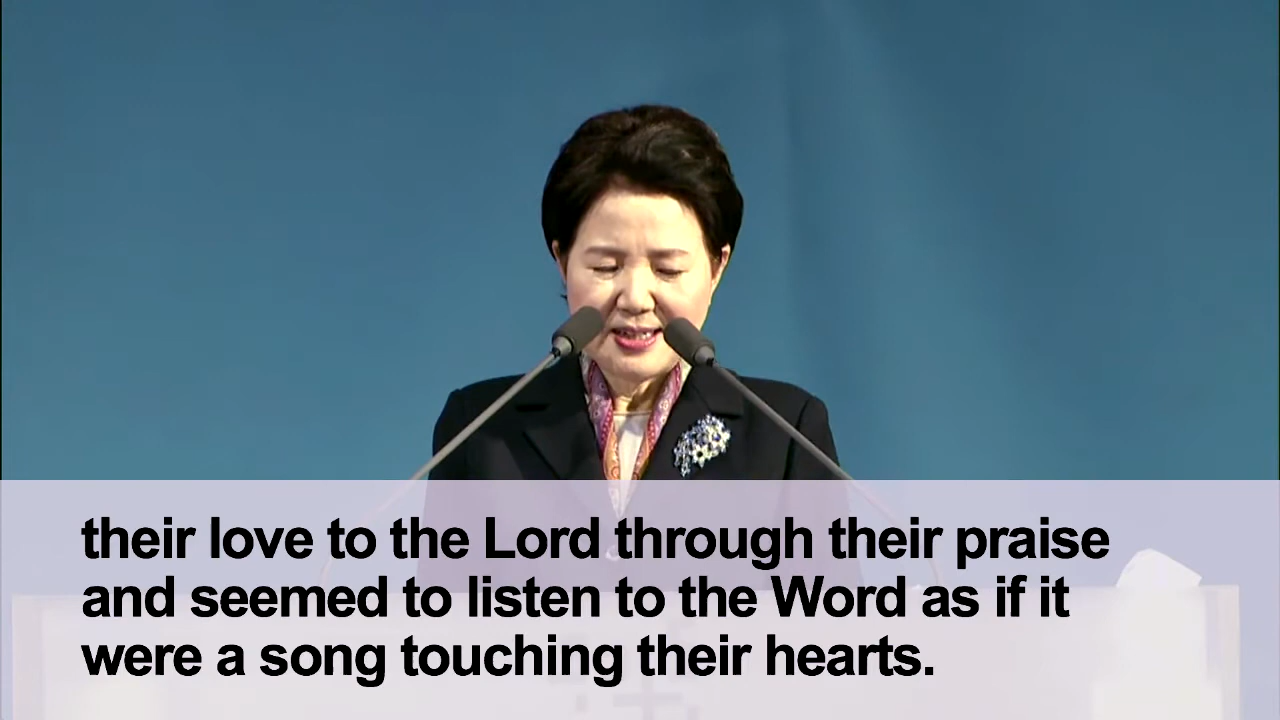 their love to the Lord through their praise
and seemed to listen to the Word as if it
were a song touching their hearts.